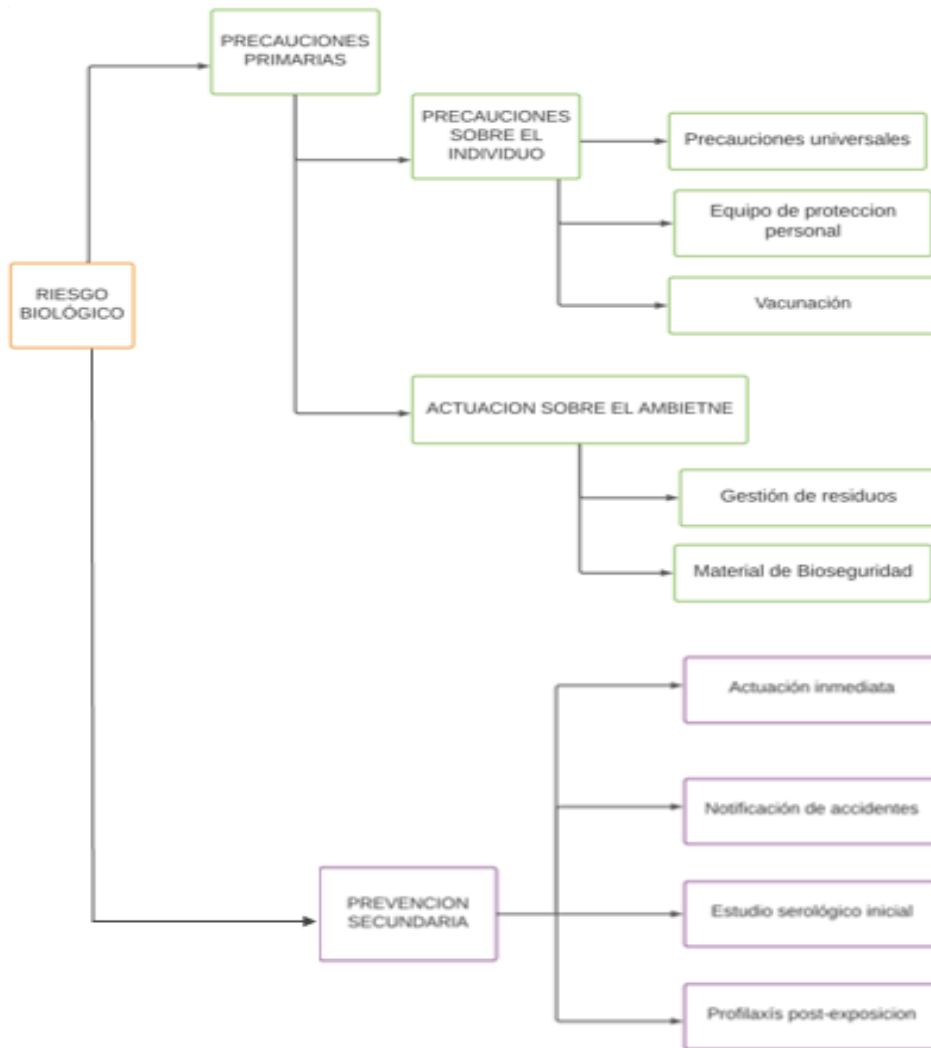 PRECAUCIONES
PRIMARIAS
PRECAUCIONES
SOBRE EL
INDIVIDUO
Precauciones universales
Equipo de proteccion
personal
Vacunación
RIESGO
BIOLÓGICO
ACTUACION SOBRE EL AMBIETNE
Gestión de residuos
Material de Bioseguridad
Actuación inmediata
Notificación de accidentes
PREVENCION
SECUNDARIA
Estudio serológico inicial
Profilaxís post-exposicion